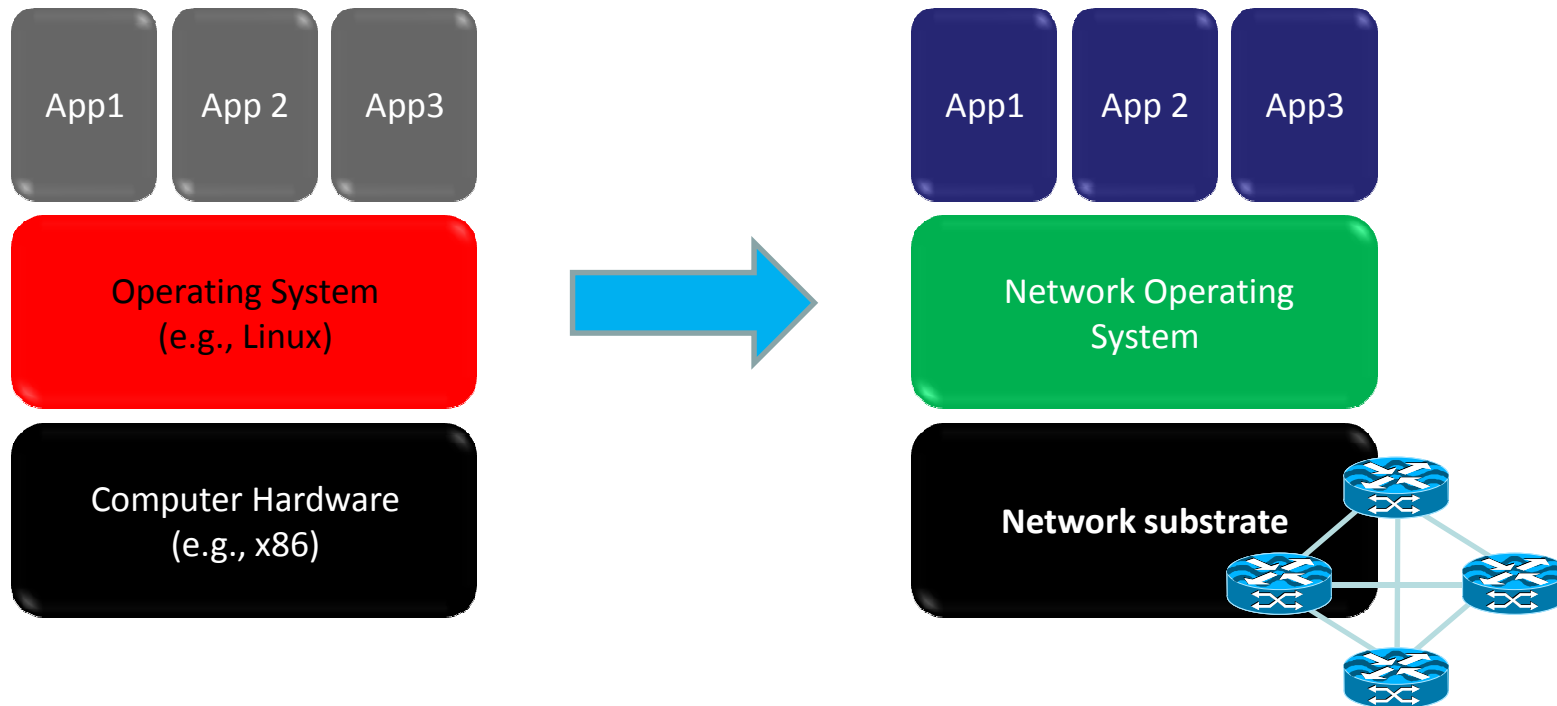 App1
App 2
App3
Operating System
(e.g., Linux)
Computer Hardware
(e.g., x86)
App1
App 2
App3
Network Operating
System
Network substrate